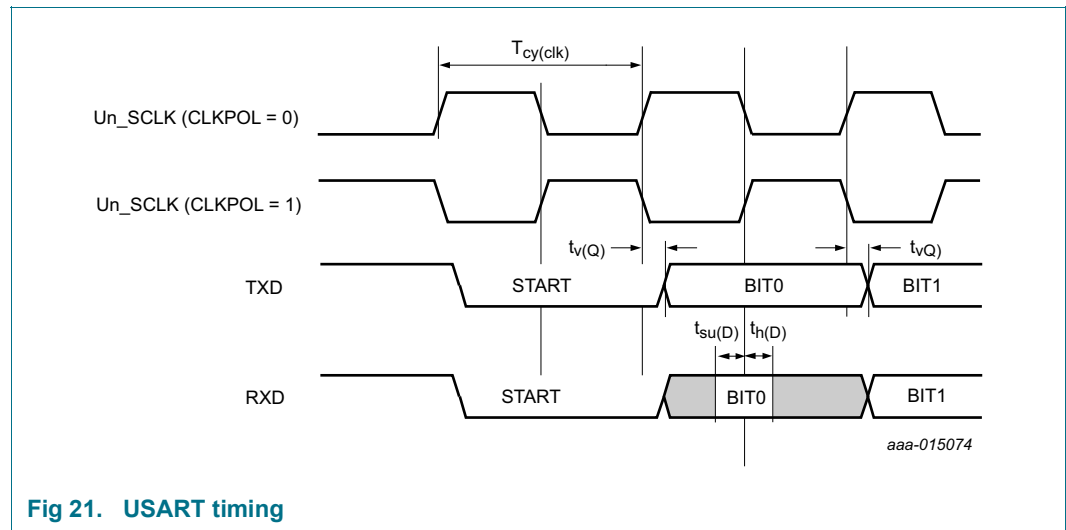 T_cy(clk)
Un_SCLK (CLKPOL = 0)
Un_SCLK (CLKPOL = 1)
t_v(Q) t_vQ)
TXD START BIT0 BIT1
t_su(D) t_h(D)
RXD START BIT0 BIT1
aaa-015074
Fig 21. USART timing